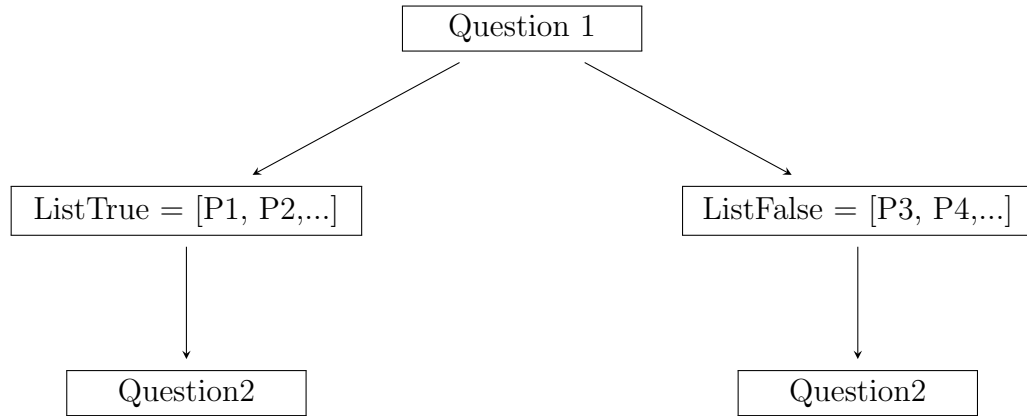 Question 1
ListTrue = [P1, P2,...]
ListFalse = [P3, P4,...]
Question2
Question2